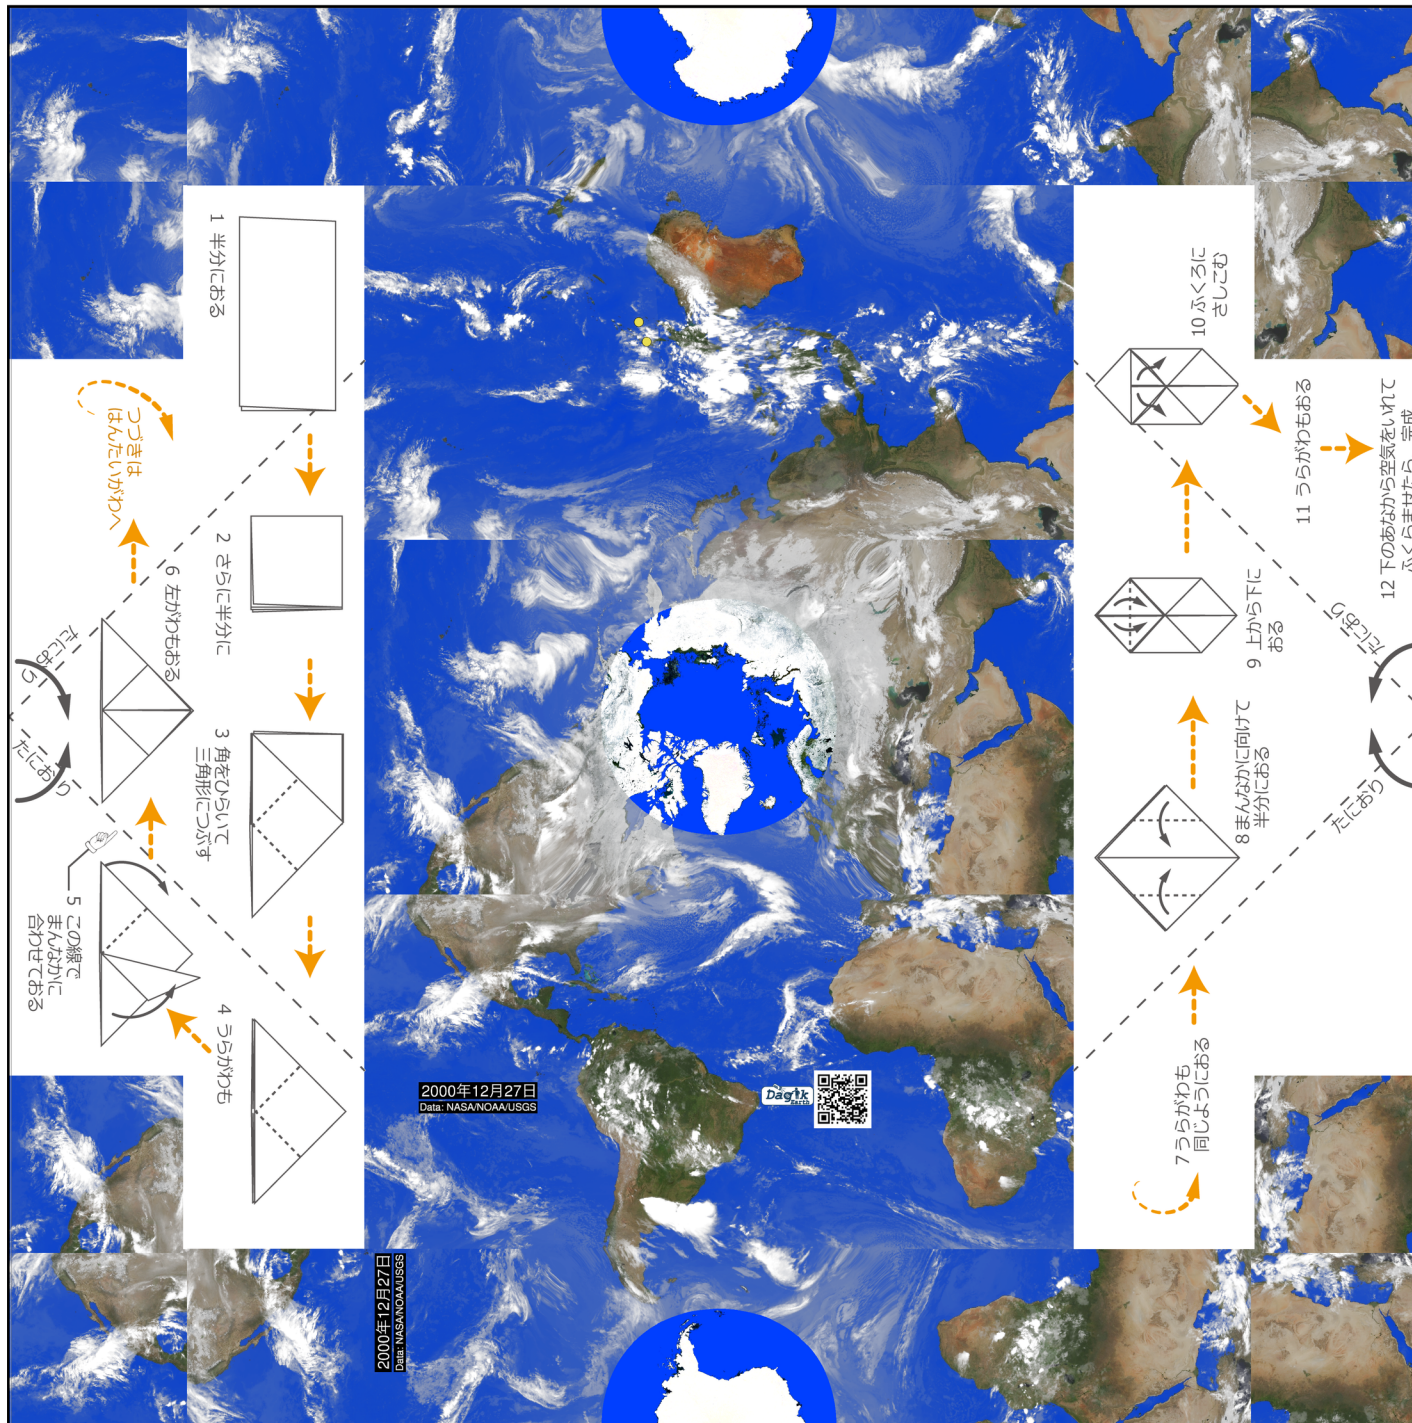 1 半分におる
2 さらに半分に
3 角をひらいて
三角形につぶす
4 うらがわも
5 この線で
まんなかに
合わせておる
6 左がわもおる
つづきは
はんたいがわへ
たにおり
たにおり
7 うらがわも
同じようにおる
8 まんなかに向けて
半分におる
9 上から下に
おる
10 ふくろに
さしこむ
11 うらがわもおる
12 下のあなから空気をいれて
ふくらませたら、完成
たにおり
たにおり
2000年12月27日
Data: NASA/NOAA/USGS
Dagik
Earth
2000年12月27日
Data: NASA/NOAA/USGS